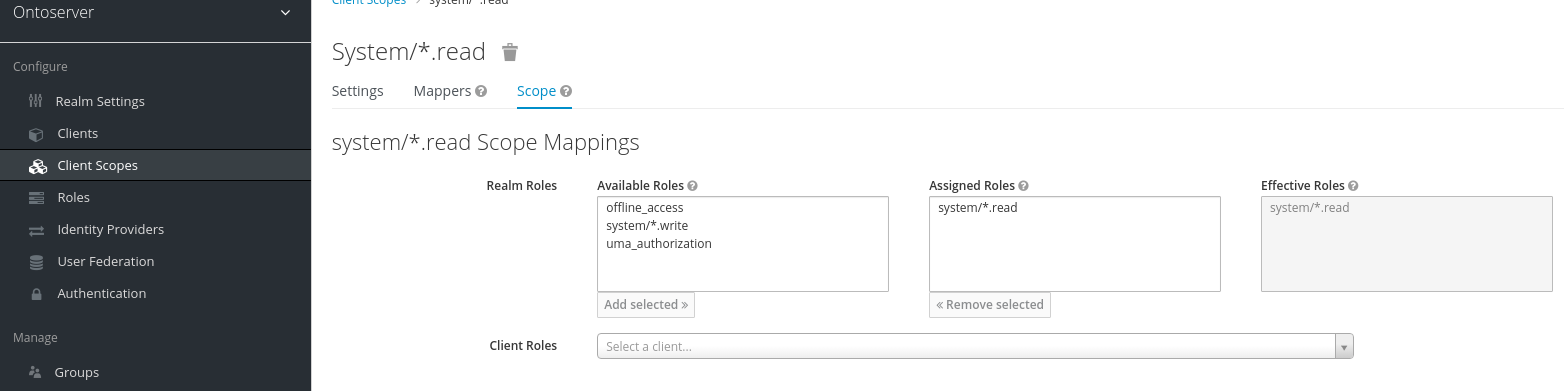 Ontoserver
Client Scopes > system/*.read
System/*.read
Configure
Realm Settings
Clients
Client Scopes
Roles
Identity Providers
User Federation
Authentication
Manage
Groups
Settings Mappers ? Scope ?
system/*.read Scope Mappings
Realm Roles
Available Roles ?
offline_access
system/*.write
uma_authorization
Add selected »
Assigned Roles ?
system/*.read
« Remove selected
Effective Roles ?
system/*.read
Client Roles
Select a client...